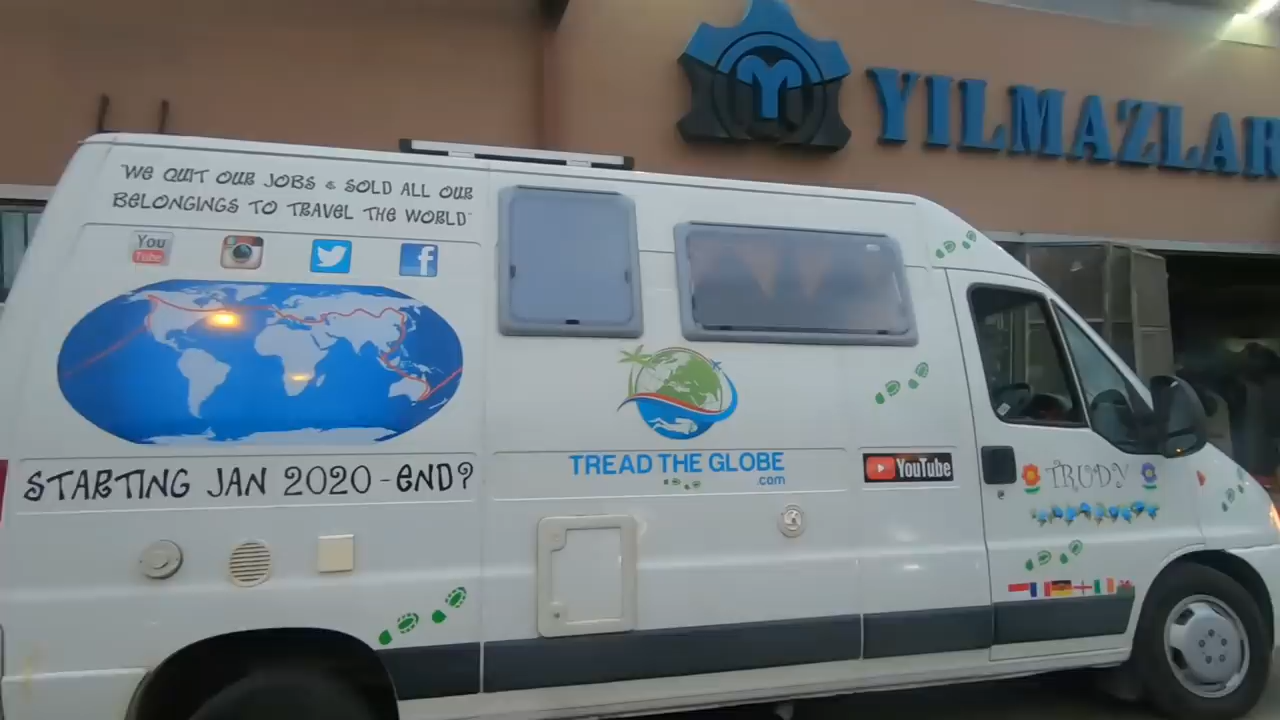 YILMAZLAR
WE QUIT OUR JOBS & SOLD ALL OUR
BELONGINGS TO TRAVEL THE WORLD
You
Tube
STARTING JAN 2020 - END?
TREAD THE GLOBE
.com
YouTube
TRUDY